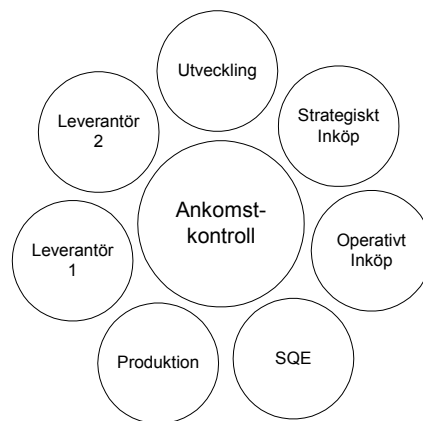 Utveckling
Leverantör
2
Strategiskt
Inköp
Ankomst-
kontroll
Leverantör
1
Operativt
Inköp
Produktion
SQE